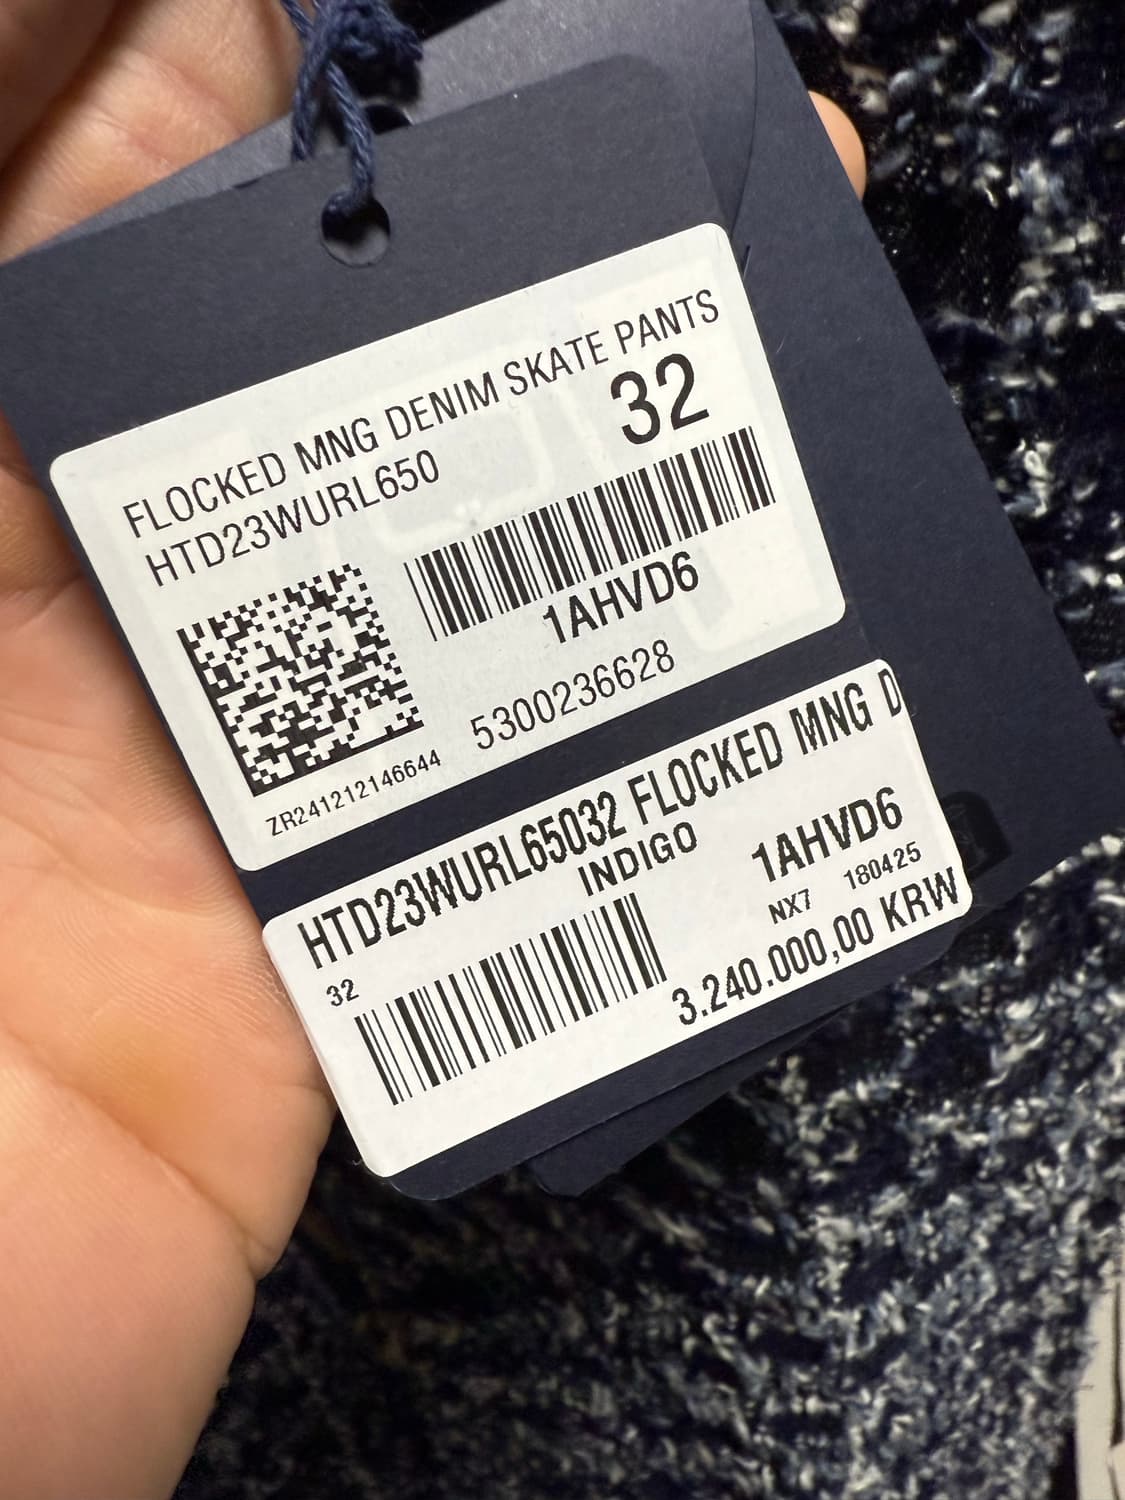 FLOCKED MNG DENIM SKATE PANTS
HTD23WURL650
32
1AHVD6
5300236628
ZR241212146644
HTD23WURL65032 FLOCKED MNG D
INDIGO
1AHVD6
NX7 180425
32
3.240.000,00 KRW